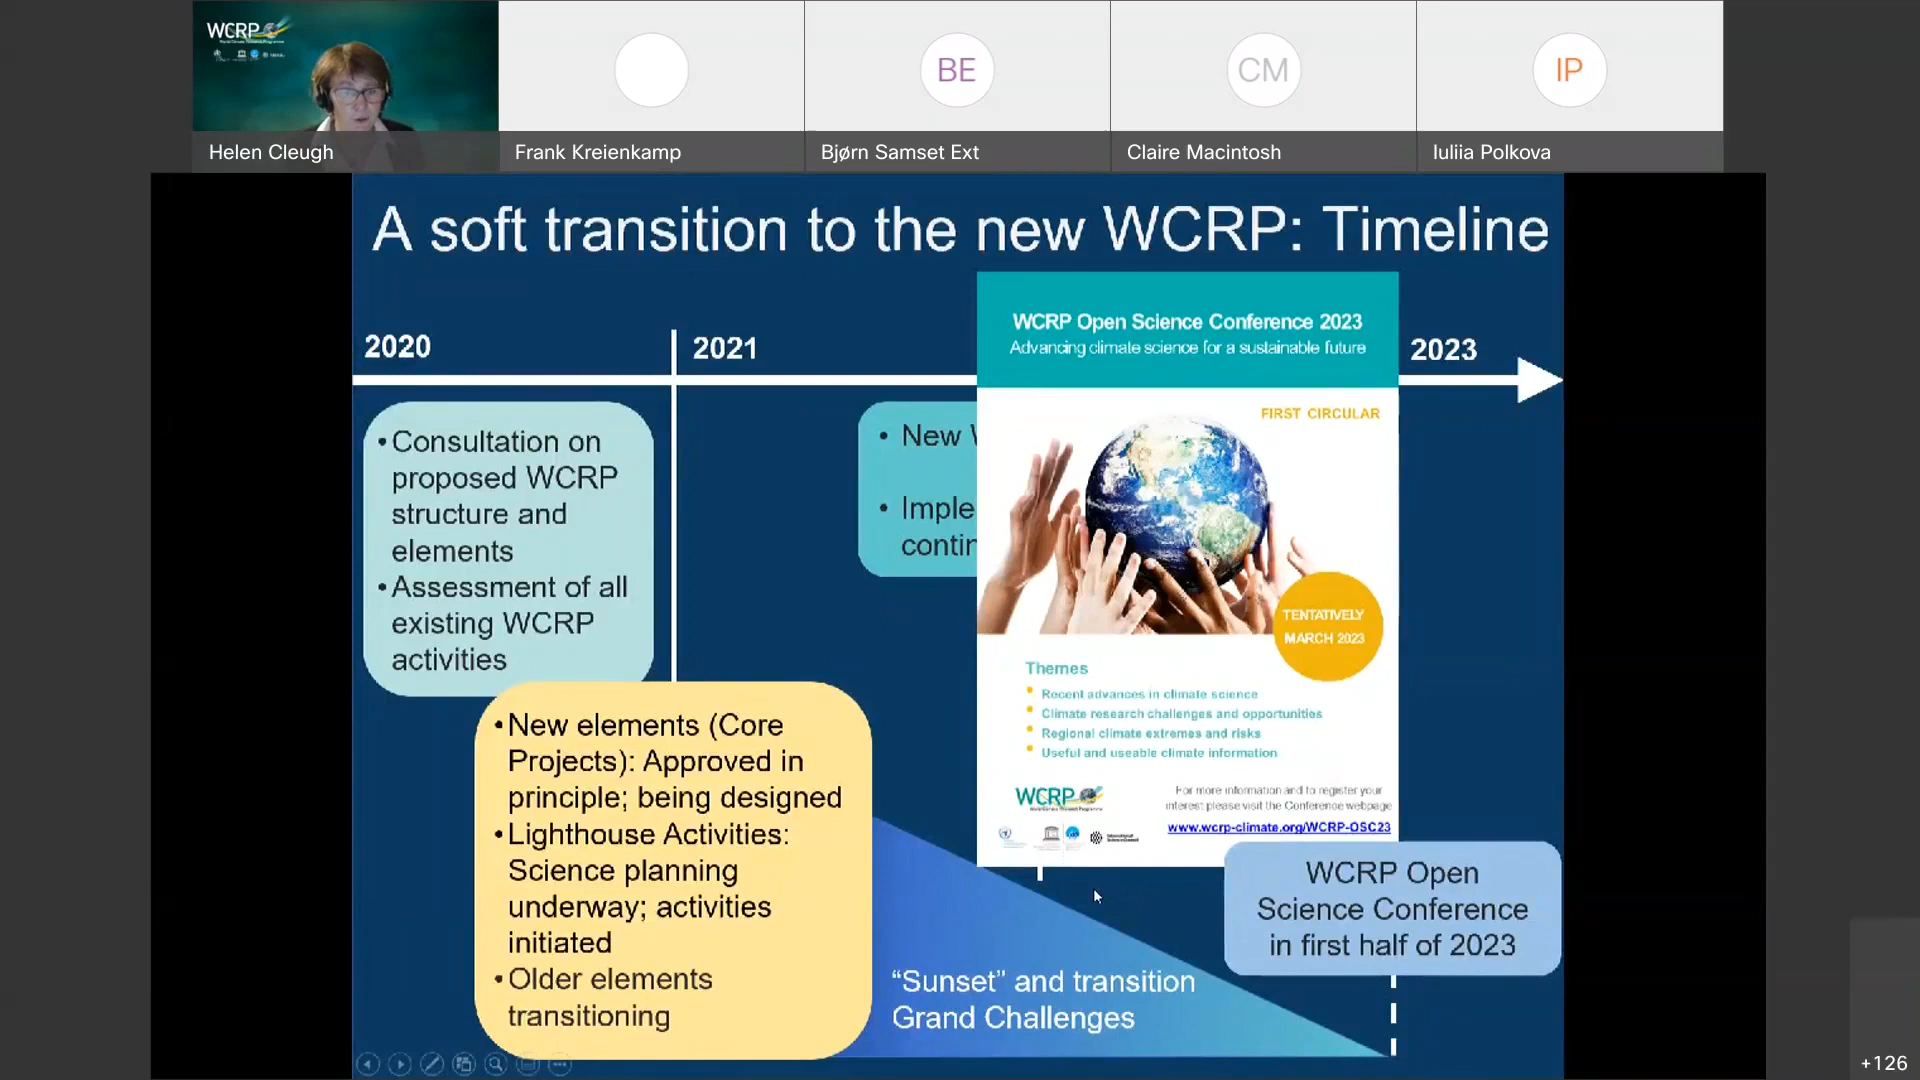 WCRP
Helen Cleugh
Frank Kreienkamp
BE
Bjørn Samset Ext
CM
Claire Macintosh
IP
Iuliia Polkova
A soft transition to the new WCRP: Timeline
2020
2021
2023
•Consultation on
proposed WCRP
structure and
elements
•Assessment of all
existing WCRP
activities
• New
• Imple
contin
WCRP Open Science Conference 2023
Advancing climate science for a sustainable future
FIRST CIRCULAR
TENTATIVELY
MARCH 2023
Themes
• Recent advances in climate science
• Climate research challenges and opportunities
• Regional climate extremes and risks
• Useful and useable climate information
WCRP
For more information and to register your
interest please visit the Conference webpage
www.wcrp-climate.org/WCRP-OSC23
•New elements (Core
Projects): Approved in
principle; being designed
•Lighthouse Activities:
Science planning
underway; activities
initiated
•Older elements
transitioning
“Sunset” and transition
Grand Challenges
WCRP Open
Science Conference
in first half of 2023
+126